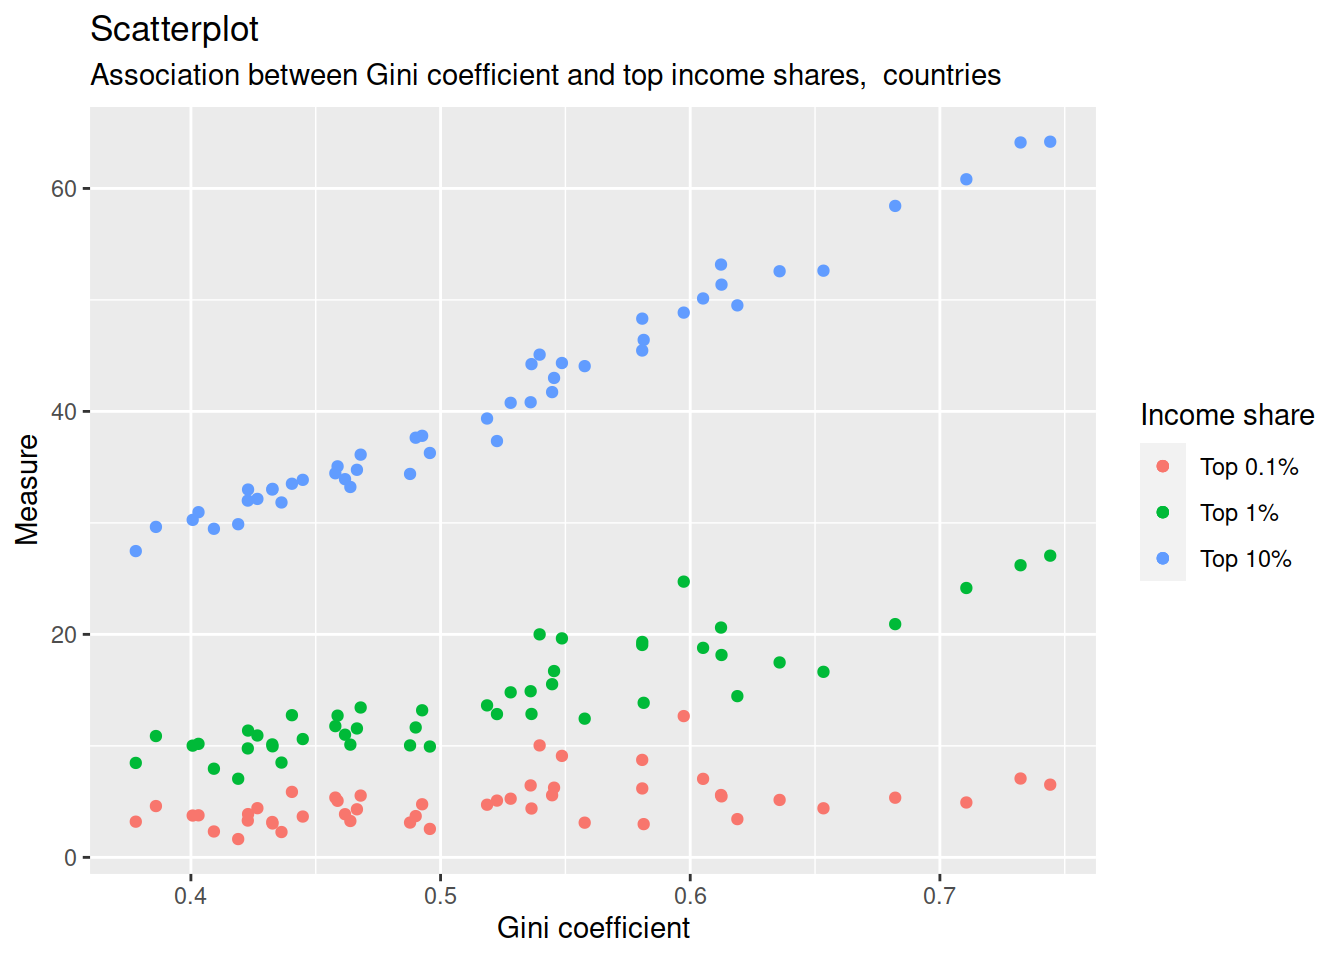 Scatterplot
Association between Gini coefficient and top income shares,  countries
60
40
20
0
Measure
0.4 0.5 0.6 0.7
Gini coefficient
Income share
Top 0.1%
Top 1%
Top 10%